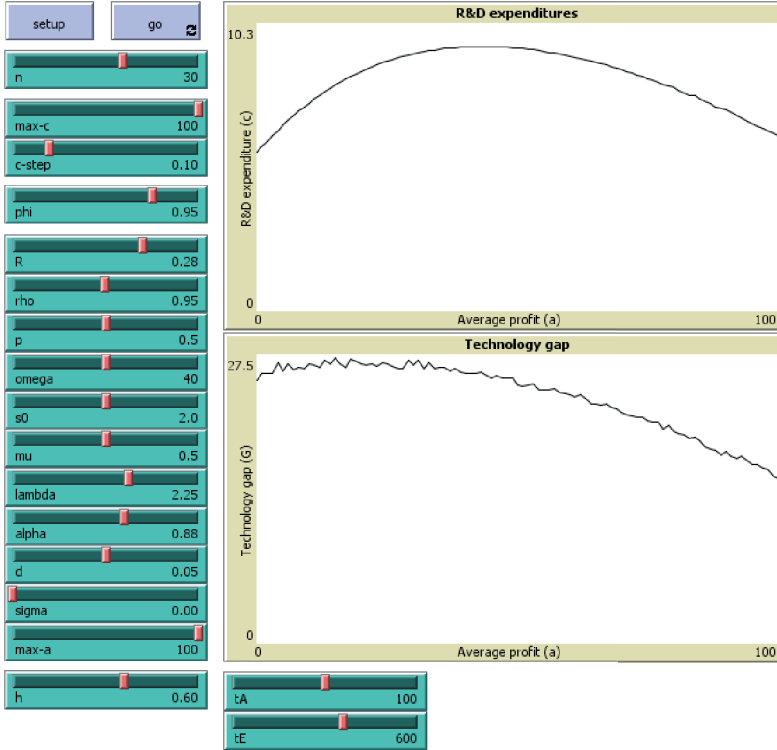 setup
go
n 30
max-c 100
c-step 0.10
phi 0.95
R 0.28
rho 0.95
p 0.5
omega 40
s0 2.0
mu 0.5
lambda 2.25
alpha 0.88
d 0.05
sigma 0.00
max-a 100
h 0.60
R&D expenditures
10.3
R&D expenditure (c)
0
0 Average profit (a) 100
Technology gap
27.5
Technology gap (G)
0
0 Average profit (a) 100
tA 100
tE 600